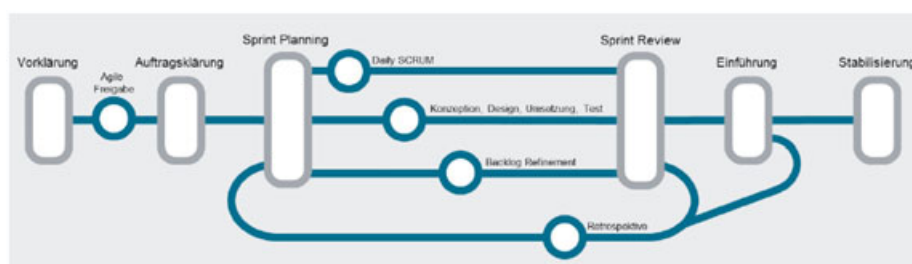 Vorklärung
Agile
Freigabe
Auftragsklärung
Sprint Planning
Daily SCRUM
Konzeption, Design, Umsetzung, Test
Backlog Refinement
Retrospektive
Sprint Review
Einführung
Stabilisierung